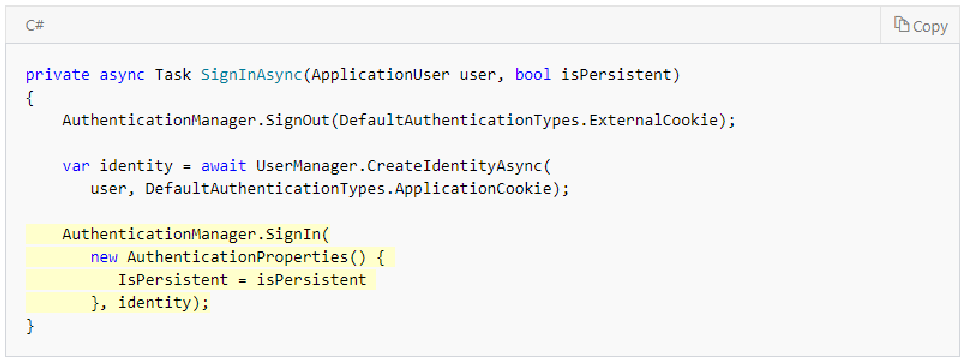 C#
Copy
private async Task SignInAsync(ApplicationUser user, bool isPersistent)
{
    AuthenticationManager.SignOut(DefaultAuthenticationTypes.ExternalCookie);
    var identity = await UserManager.CreateIdentityAsync(
       user, DefaultAuthenticationTypes.ApplicationCookie);
    AuthenticationManager.SignIn(
       new AuthenticationProperties() {
          IsPersistent = isPersistent
       }, identity);
}